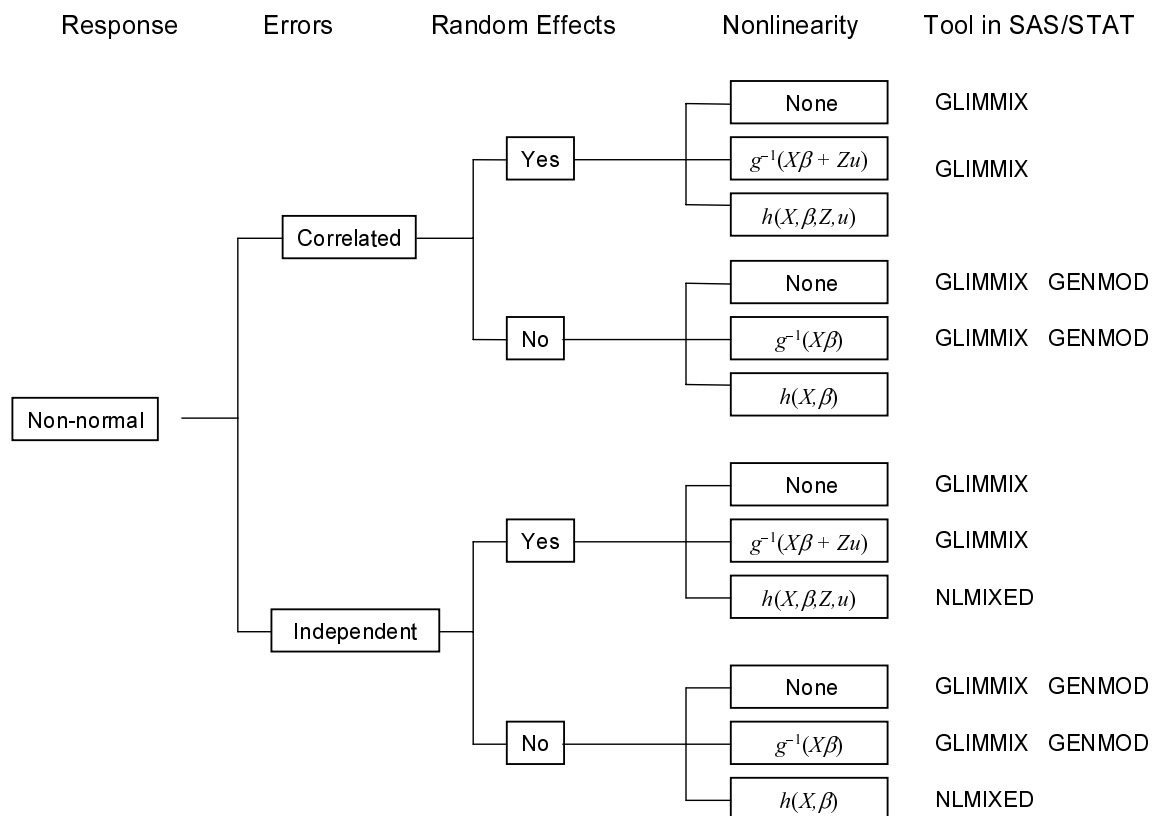 Response Errors Random Effects Nonlinearity Tool in SAS/STAT
None GLIMMIX
Yes g⁻¹(Xβ + Zu) GLIMMIX
h(X,β,Z,u)
Correlated
None GLIMMIX GENMOD
No g⁻¹(Xβ) GLIMMIX GENMOD
h(X,β)
Non-normal
None GLIMMIX
Yes g⁻¹(Xβ + Zu) GLIMMIX
h(X,β,Z,u) NLMIXED
Independent
None GLIMMIX GENMOD
No g⁻¹(Xβ) GLIMMIX GENMOD
h(X,β) NLMIXED